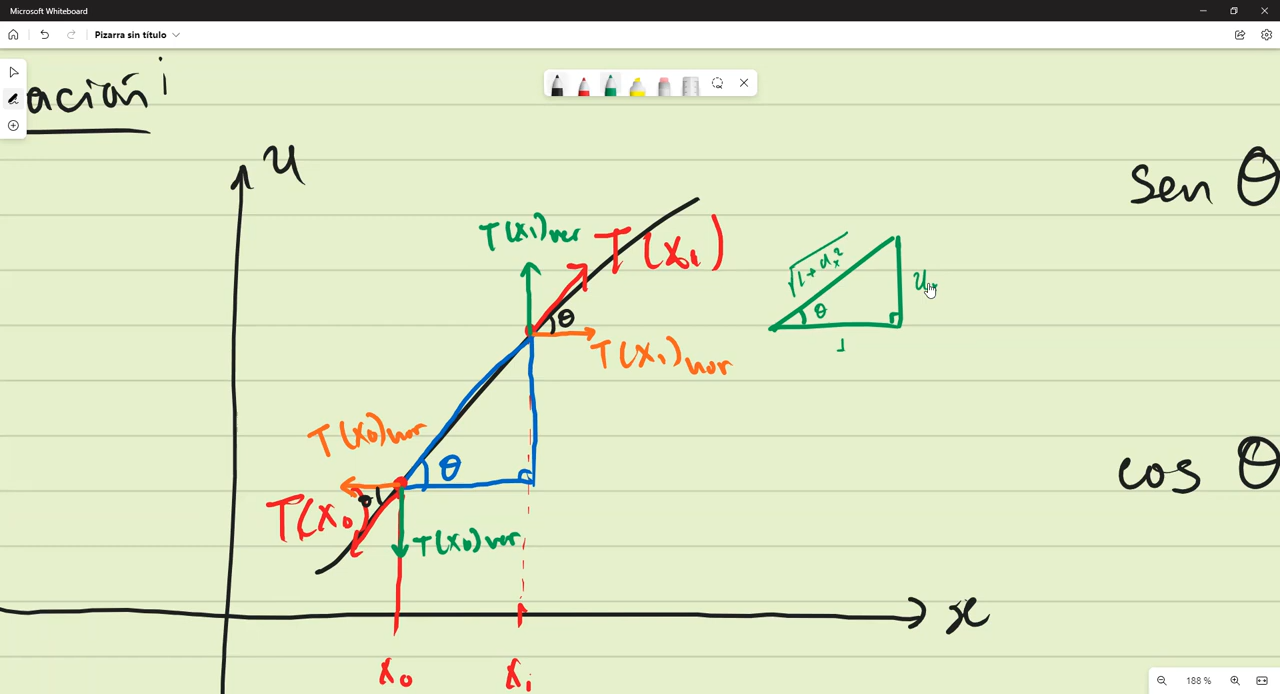 Microsoft Whiteboard
Pizarra sin título
ación
u
sen θ
T(x₁)ver
T(x₁)
√1+uₓ²
θ
uₓ
1
θ
T(x₁)hor
T(x₀)hor
θ
cos θ
T(x₀)
θ
T(x₀)ver
x
x₀
x₁
188 %